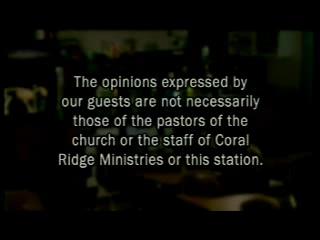 The opinions expressed by
our guests are not necessarily
those of the pastors of the
church or the staff of Coral
Ridge Ministries or this station.